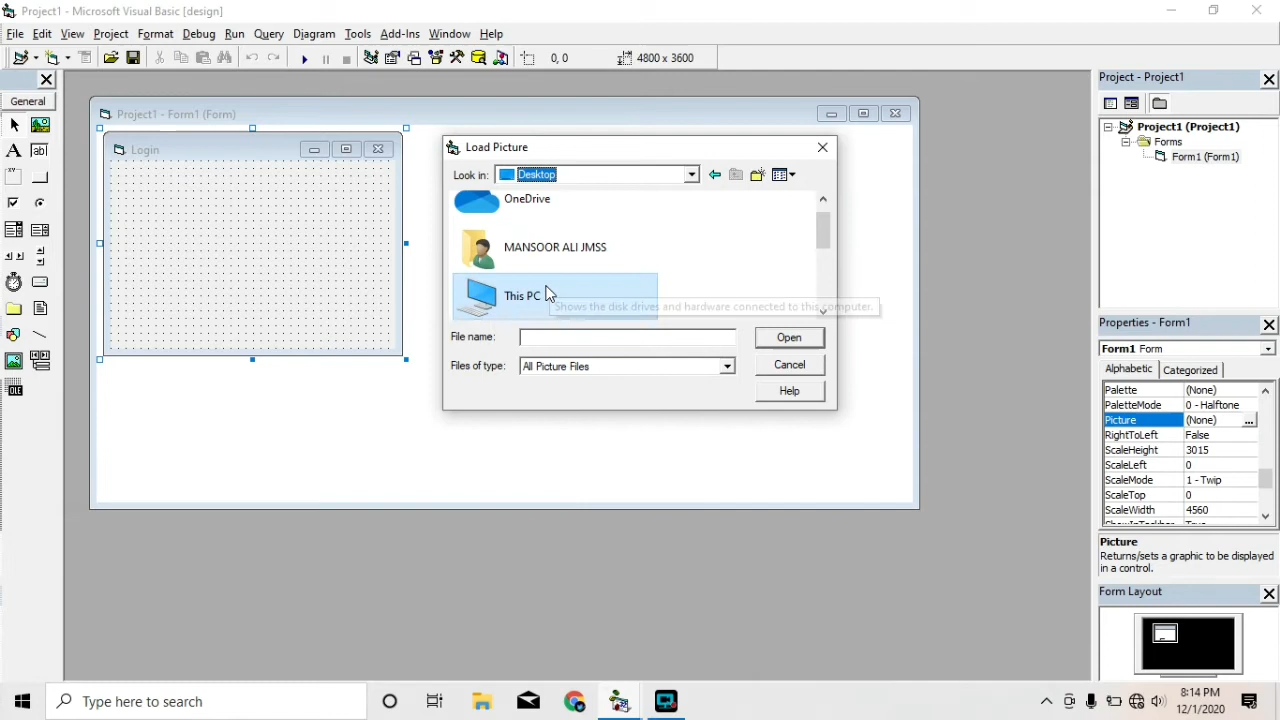 Project1 - Microsoft Visual Basic [design]
File Edit View Project Format Debug Run Query Diagram Tools Add-Ins Window Help
0, 0 4800 x 3600
General
Project1 - Form1 (Form)
Login
Load Picture
Look in: Desktop
OneDrive
MANSOOR ALI JMSS
This PC
Shows the disk drives and hardware connected to this computer.
File name: Open
Files of type: All Picture Files Cancel
Help
Project - Project1
Project1 (Project1)
Forms
Form1 (Form1)
Properties - Form1
Form1 Form
Alphabetic Categorized
Palette (None)
PaletteMode 0 - Halftone
Picture (None) ...
RightToLeft False
ScaleHeight 3015
ScaleLeft 0
ScaleMode 1 - Twip
ScaleTop 0
ScaleWidth 4560
Picture
Returns/sets a graphic to be displayed
in a control.
Form Layout
Type here to search
8:14 PM
12/1/2020